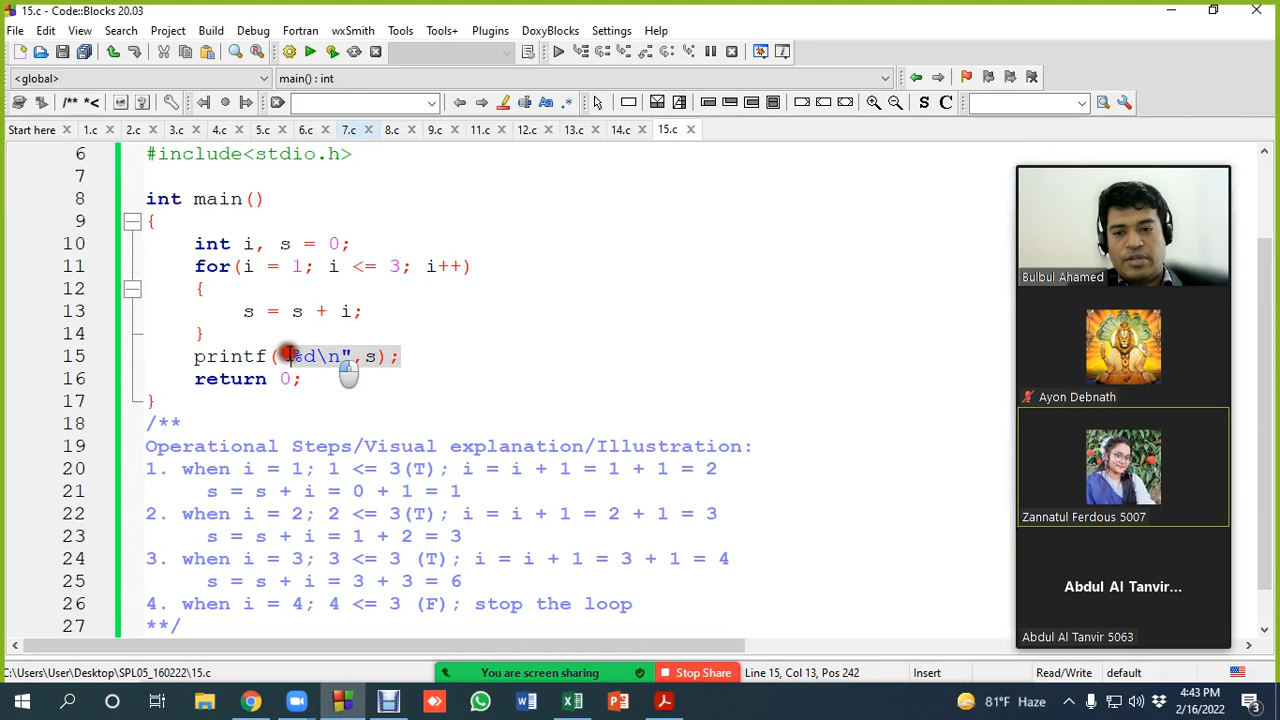 15.c - Code::Blocks 20.03
File Edit View Search Project Build Debug Fortran wxSmith Tools Tools+ Plugins DoxyBlocks Settings Help
<global> main() : int
/** *<
S C
Start here 1.c 2.c 3.c 4.c 5.c 6.c 7.c 8.c 9.c 11.c 12.c 13.c 14.c 15.c
6 #include<stdio.h>
7
8 int main()
9 {
10 int i, s = 0;
11 for(i = 1; i <= 3; i++)
12 {
13 s = s + i;
14 }
15 printf("%d\n",s);
16 return 0;
17 }
18 /**
19 Operational Steps/Visual explanation/Illustration:
20 1. when i = 1; 1 <= 3(T); i = i + 1 = 1 + 1 = 2
21 s = s + i = 0 + 1 = 1
22 2. when i = 2; 2 <= 3(T); i = i + 1 = 2 + 1 = 3
23 s = s + i = 1 + 2 = 3
24 3. when i = 3; 3 <= 3 (T); i = i + 1 = 3 + 1 = 4
25 s = s + i = 3 + 3 = 6
26 4. when i = 4; 4 <= 3 (F); stop the loop
27 **/
Bulbul Ahamed
Ayon Debnath
Zannatul Ferdous 5007
Abdul Al Tanvir...
Abdul Al Tanvir 5063
C:\Users\User\Desktop\SPL05_160222\15.c
You are screen sharing
Stop Share
Line 15, Col 13, Pos 242
Insert
Read/Write
default
81°F Haze
4:43 PM
2/16/2022
3